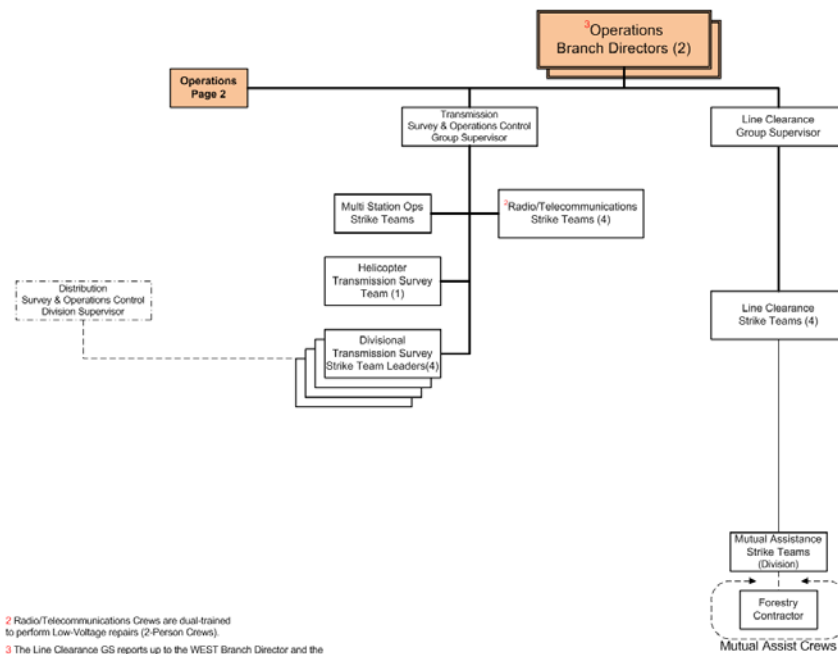 3Operations
Branch Directors (2)
Operations
Page 2
Transmission
Survey & Operations Control
Group Supervisor
Line Clearance
Group Supervisor
Multi Station Ops
Strike Teams
2Radio/Telecommunications
Strike Teams (4)
Helicopter
Transmission Survey
Team (1)
Distribution
Survey & Operations Control
Division Supervisor
Line Clearance
Strike Teams (4)
Divisional
Transmission Survey
Strike Team Leaders(4)
Mutual Assistance
Strike Teams
(Division)
Forestry
Contractor
Mutual Assist Crews
2 Radio/Telecommunications Crews are dual-trained
to perform Low-Voltage repairs (2-Person Crews).
3 The Line Clearance GS reports up to the WEST Branch Director and the